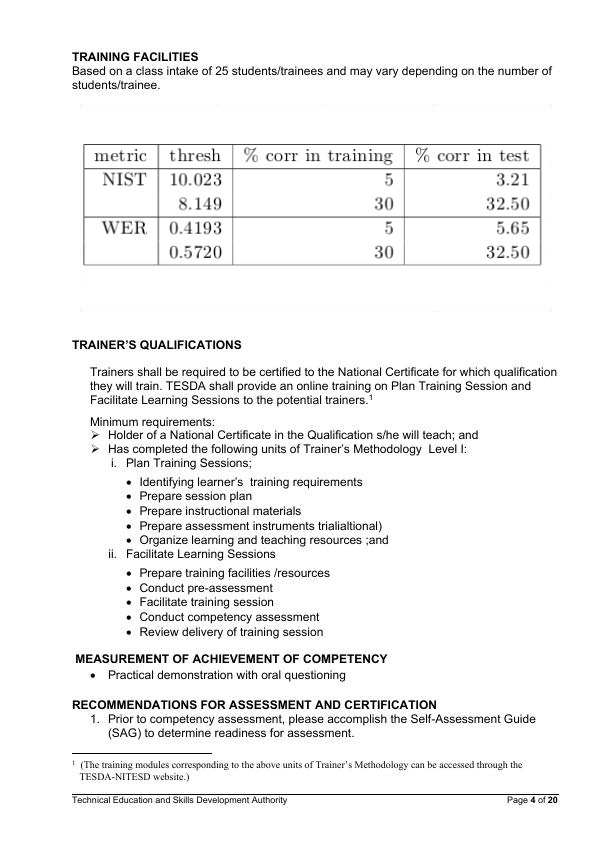 TRAINING FACILITIES
Based on a class intake of 25 students/trainees and may vary depending on the number of
students/trainee.
metric thresh % corr in training % corr in test
NIST 10.023 5 3.21
8.149 30 32.50
WER 0.4193 5 5.65
0.5720 30 32.50
TRAINER’S QUALIFICATIONS
Trainers shall be required to be certified to the National Certificate for which qualification
they will train. TESDA shall provide an online training on Plan Training Session and
Facilitate Learning Sessions to the potential trainers.1
Minimum requirements:
➢ Holder of a National Certificate in the Qualification s/he will teach; and
➢ Has completed the following units of Trainer’s Methodology Level I:
i. Plan Training Sessions;
• Identifying learner’s training requirements
• Prepare session plan
• Prepare instructional materials
• Prepare assessment instruments trialialtional)
• Organize learning and teaching resources ;and
ii. Facilitate Learning Sessions
• Prepare training facilities /resources
• Conduct pre-assessment
• Facilitate training session
• Conduct competency assessment
• Review delivery of training session
MEASUREMENT OF ACHIEVEMENT OF COMPETENCY
• Practical demonstration with oral questioning
RECOMMENDATIONS FOR ASSESSMENT AND CERTIFICATION
1. Prior to competency assessment, please accomplish the Self-Assessment Guide
(SAG) to determine readiness for assessment.
1 (The training modules corresponding to the above units of Trainer’s Methodology can be accessed through the
TESDA-NITESD website.)
Technical Education and Skills Development Authority Page 4 of 20